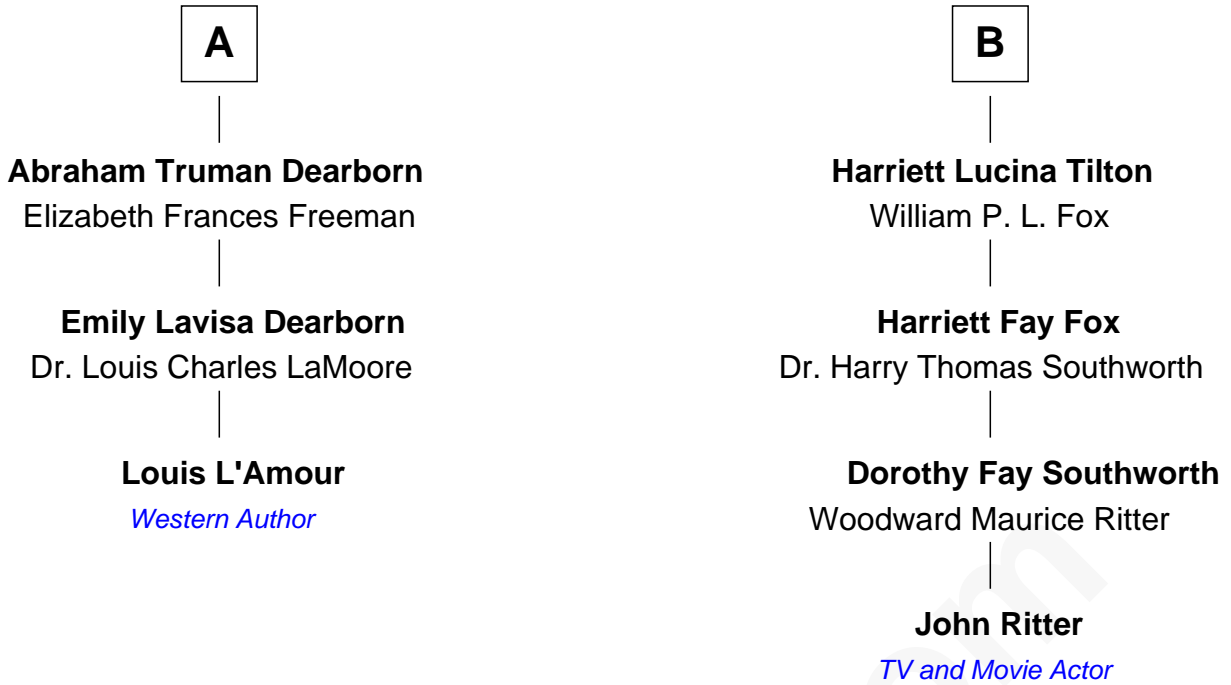 A
Abraham Truman Dearborn
Elizabeth Frances Freeman
Emily Lavisa Dearborn
Dr. Louis Charles LaMoore
Louis L'Amour
Western Author
B
Harriett Lucina Tilton
William P. L. Fox
Harriett Fay Fox
Dr. Harry Thomas Southworth
Dorothy Fay Southworth
Woodward Maurice Ritter
John Ritter
TV and Movie Actor